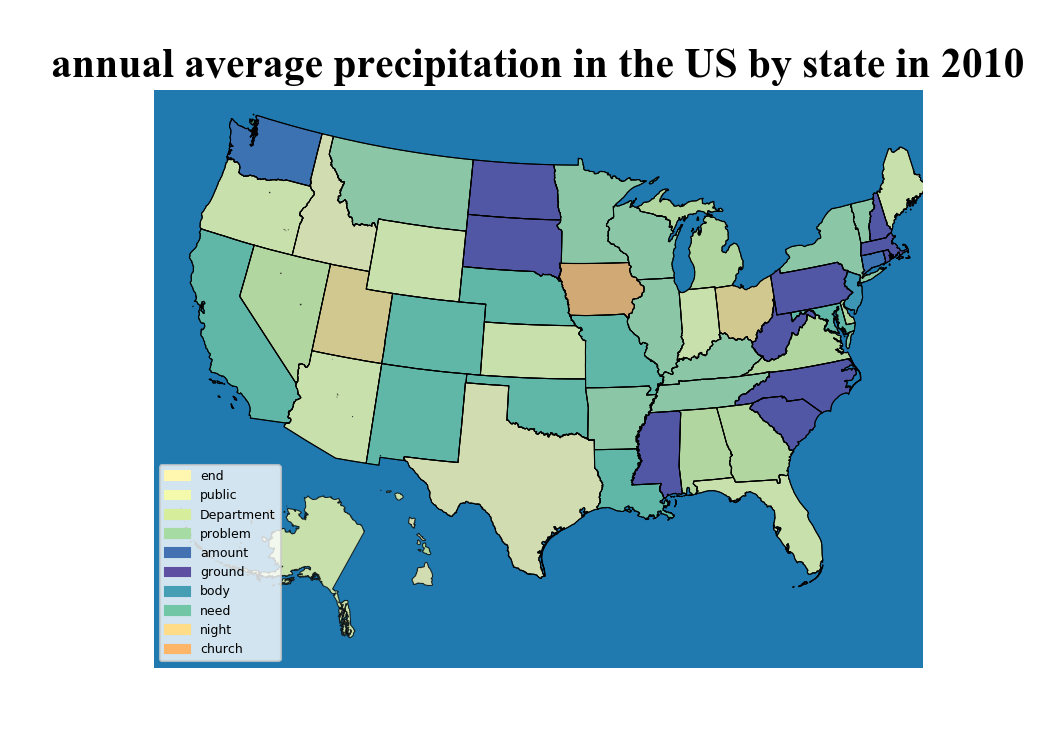 annual average precipitation in the US by state in 2010
end
public
Department
problem
amount
ground
body
need
night
church